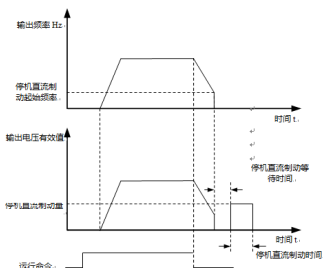 输出频率 Hz
停机直流制
动起始频率
时间 t
输出电压有效值
停机直流制动等
待时间
停机直流制动量
时间 t
停机直流制动时间
运行命令